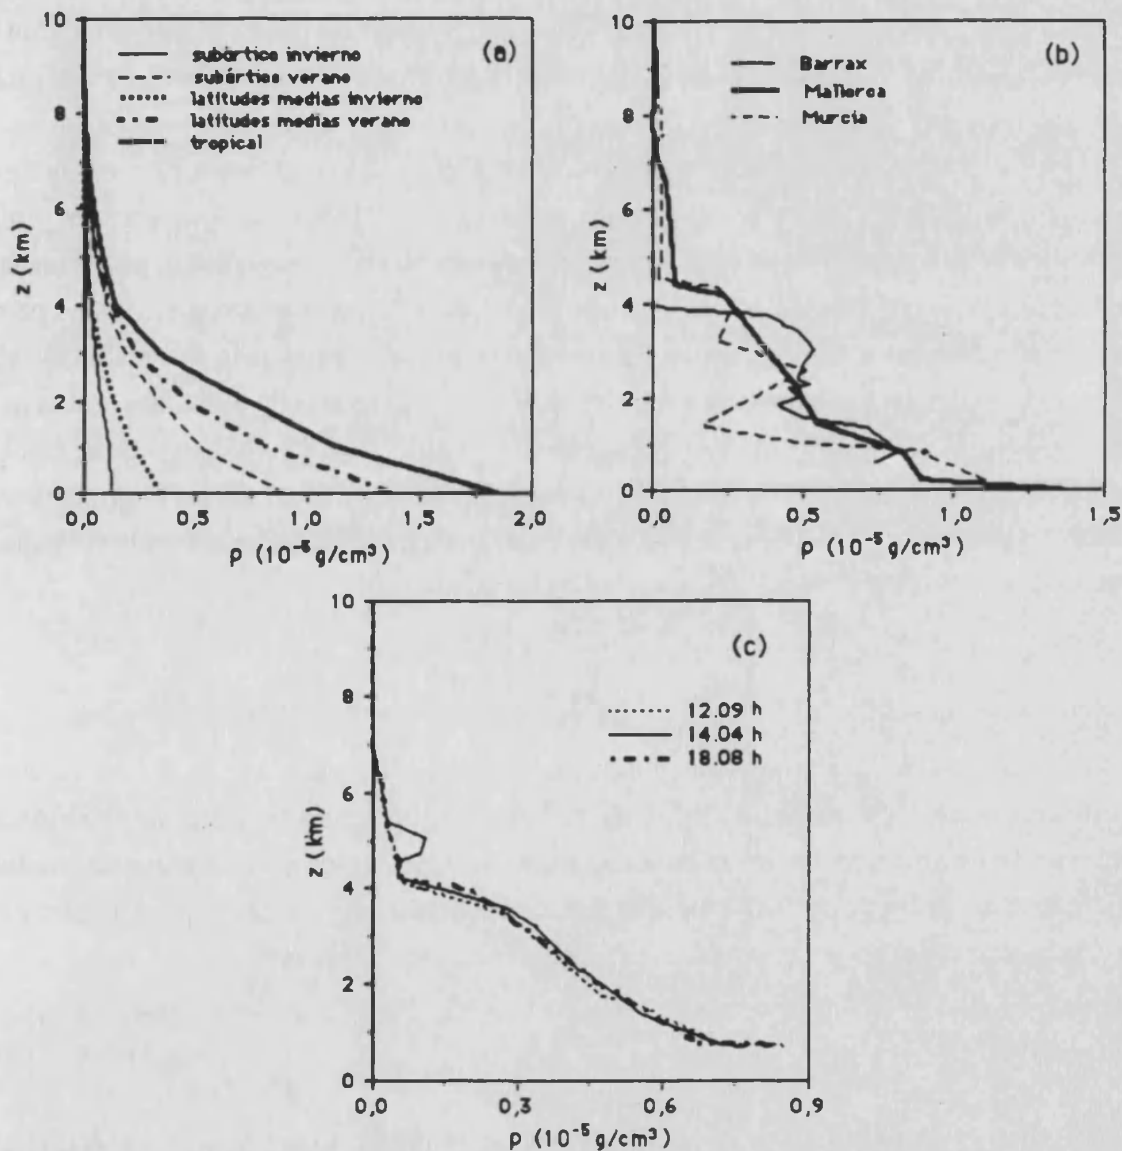 (a)
subártico invierno
subártico verano
latitudes medias invierno
latitudes medias verano
tropical
10
8
6
4
2
0
z (km)
0,0 0,5 1,0 1,5 2,0
ρ (10⁻⁵ g/cm³)
(b)
Barrax
Mallorca
Murcia
10
8
6
4
2
0
z (km)
0,0 0,5 1,0 1,5
ρ (10⁻⁵ g/cm³)
(c)
12.09 h
14.04 h
18.08 h
10
8
6
4
2
0
z (km)
0,0 0,3 0,6 0,9
ρ (10⁻⁵ g/cm³)